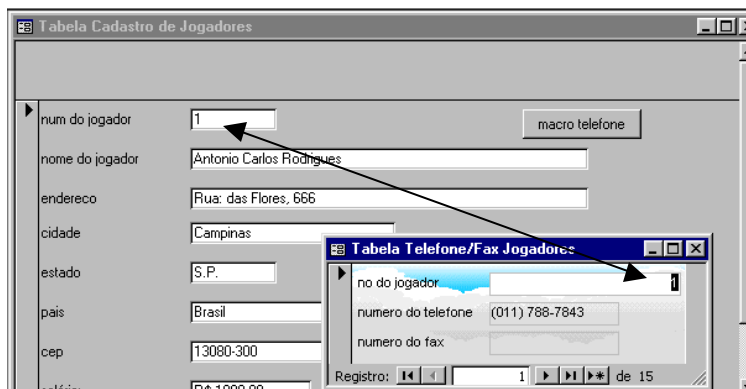 Tabela Cadastro de Jogadores
num do jogador 1 macro telefone
nome do jogador Antonio Carlos Rodrigues
endereco Rua: das Flores, 666
cidade Campinas
estado S.P.
pais Brasil
cep 13080-300
Tabela Telefone/Fax Jogadores
no do jogador 1
numero do telefone (011) 788-7843
numero do fax
Registro: 1 de 15